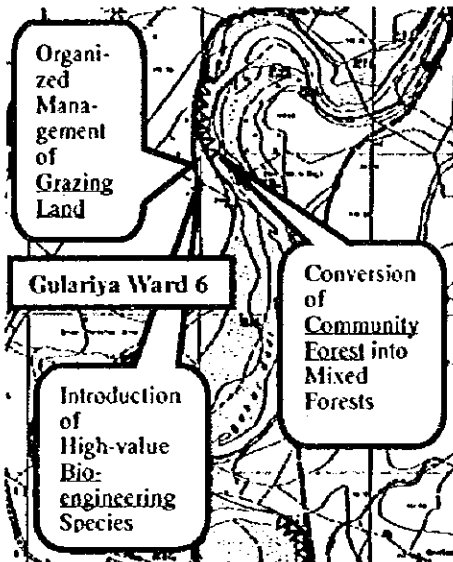 Organi-
zed
Mana-
gement
of
Grazing
Land
Gulariya Ward 6
Conversion
of
Community
Forest into
Mixed
Forests
Introduction
of
High-value
Bio-
engineering
Species